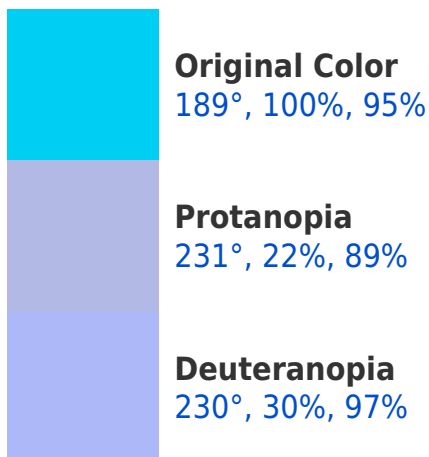 Original Color
189°, 100%, 95%
Protanopia
231°, 22%, 89%
Deuteranopia
230°, 30%, 97%